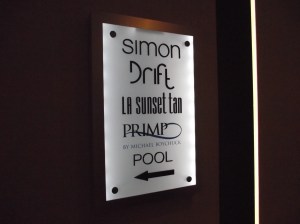 simon
Drift
LA SUNSET TAN
PRIMP
BY MICHAEL BOYCHUCK
POOL